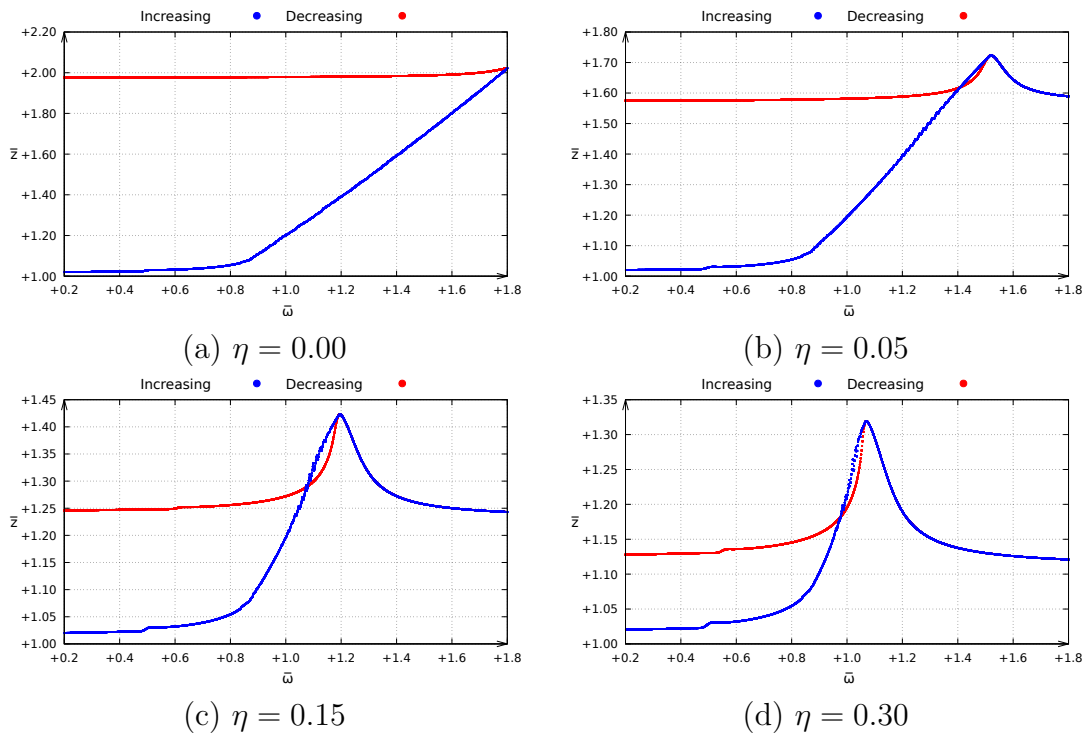 Increasing Decreasing
+2.20
+2.00
+1.80
+1.60
+1.40
+1.20
+1.00
z̄
+0.2 +0.4 +0.6 +0.8 +1.0 +1.2 +1.4 +1.6 +1.8
ω̄
(a) η = 0.00
Increasing Decreasing
+1.80
+1.70
+1.60
+1.50
+1.40
+1.30
+1.20
+1.10
+1.00
z̄
+0.2 +0.4 +0.6 +0.8 +1.0 +1.2 +1.4 +1.6 +1.8
ω̄
(b) η = 0.05
Increasing Decreasing
+1.45
+1.40
+1.35
+1.30
+1.25
+1.20
+1.15
+1.10
+1.05
+1.00
z̄
+0.2 +0.4 +0.6 +0.8 +1.0 +1.2 +1.4 +1.6 +1.8
ω̄
(c) η = 0.15
Increasing Decreasing
+1.35
+1.30
+1.25
+1.20
+1.15
+1.10
+1.05
+1.00
z̄
+0.2 +0.4 +0.6 +0.8 +1.0 +1.2 +1.4 +1.6 +1.8
ω̄
(d) η = 0.30